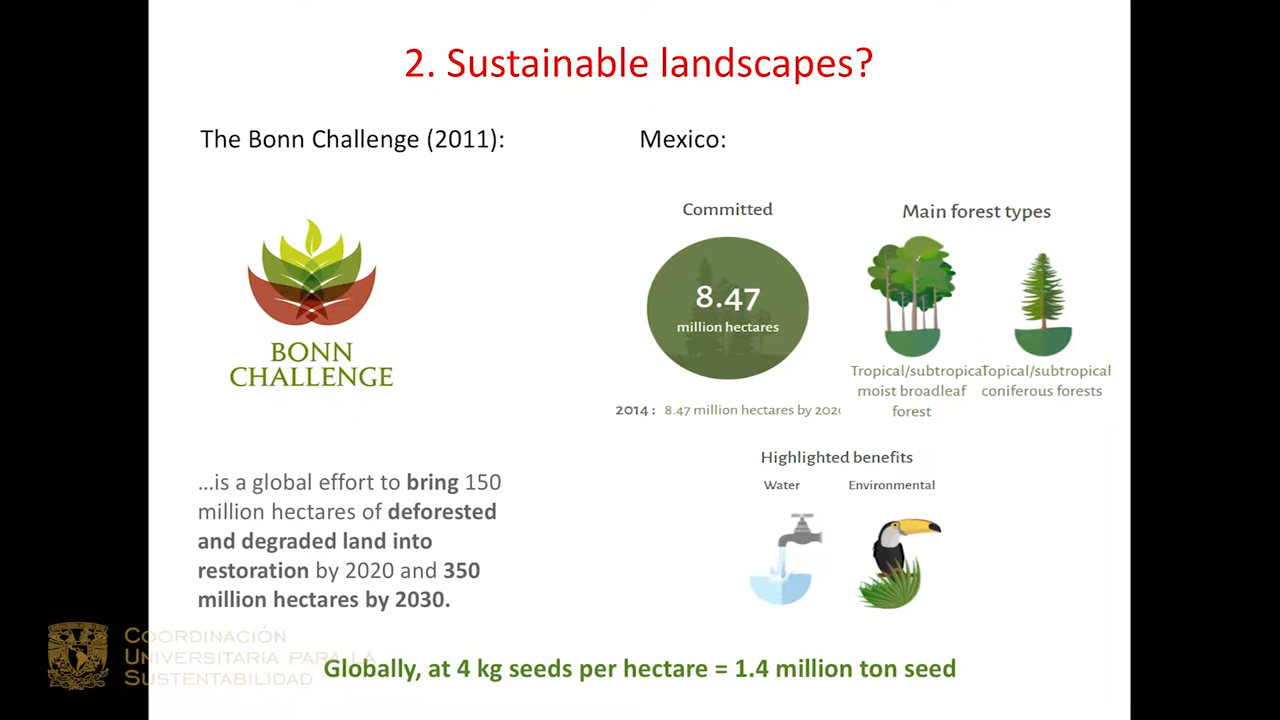 2. Sustainable landscapes?
The Bonn Challenge (2011):
Mexico:
BONN
CHALLENGE
Committed
8.47
million hectares
2014 : 8.47 million hectares by 2020
Main forest types
Tropical/subtropical
moist broadleaf
forest
Topical/subtropical
coniferous forests
Highlighted benefits
Water
Environmental
...is a global effort to bring 150
million hectares of deforested
and degraded land into
restoration by 2020 and 350
million hectares by 2030.
Globally, at 4 kg seeds per hectare = 1.4 million ton seed
COORDINACIÓN
UNIVERSITARIA PARA LA
SUSTENTABILIDAD